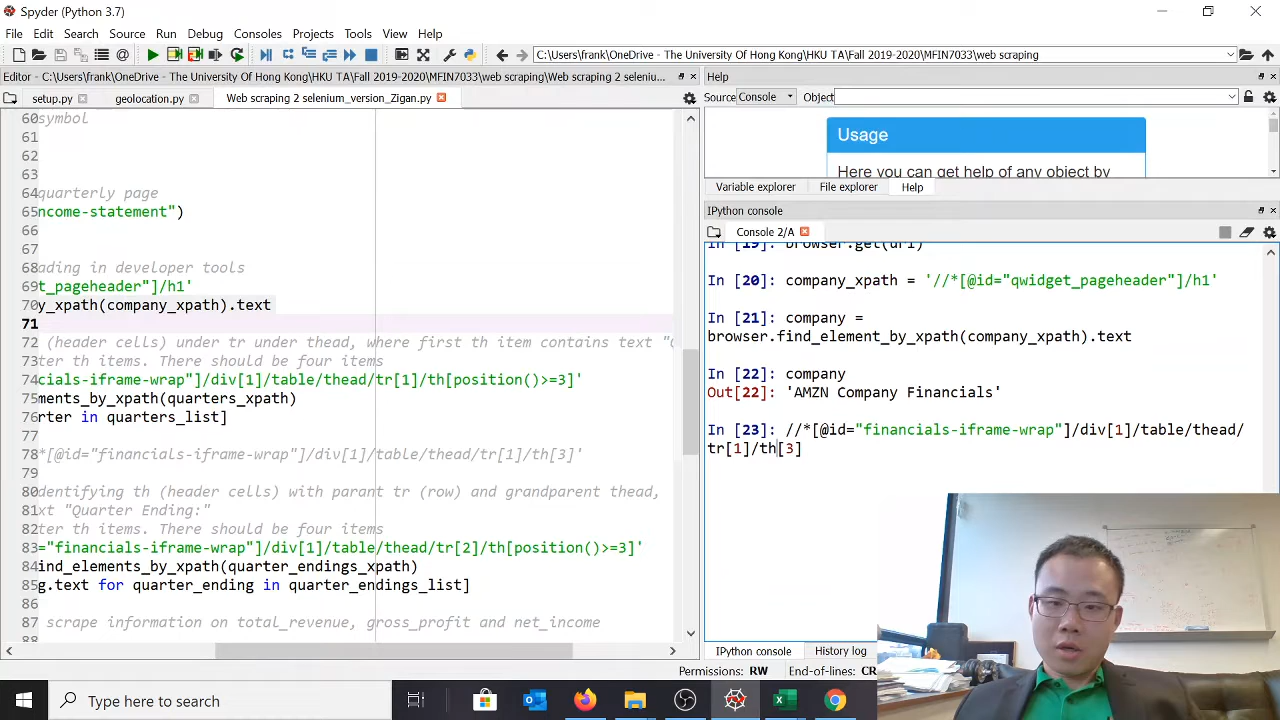 Spyder (Python 3.7)
File Edit Search Source Run Debug Consoles Projects Tools View Help
C:\Users\frank\OneDrive - The University Of Hong Kong\HKU TA\Fall 2019-2020\MFIN7033\web scraping
Editor - C:\Users\frank\OneDrive - The University Of Hong Kong\HKU TA\Fall 2019-2020\MFIN7033\web scraping\Web scraping 2 seleniu...
setup.py geolocation.py Web scraping 2 selenium_version_Zigan.py
60 symbol
61
62
63
64 quarterly page
65 ncome-statement")
66
67
68 ading in developer tools
69 t_pageheader"]/h1'
70 y_xpath(company_xpath).text
71
72 (header cells) under tr under thead, where first th item contains text "
73 ter th items. There should be four items
74 cials-iframe-wrap"]/div[1]/table/thead/tr[1]/th[position()>=3]'
75 ments_by_xpath(quarters_xpath)
76 rter in quarters_list]
77
78 *[@id="financials-iframe-wrap"]/div[1]/table/thead/tr[1]/th[3]'
79
80 dentifying th (header cells) with parant tr (row) and grandparent thead,
81 xt "Quarter Ending:"
82 ter th items. There should be four items
83 ="financials-iframe-wrap"]/div[1]/table/thead/tr[2]/th[position()>=3]'
84 ind_elements_by_xpath(quarter_endings_xpath)
85 g.text for quarter_ending in quarter_endings_list]
86
87 scrape information on total_revenue, gross_profit and net_income
88
Help
Source Console Object
Usage
Here you can get help of any object by
Variable explorer File explorer Help
IPython console
Console 2/A
In [19]: browser.get(url)
In [20]: company_xpath = '//*[@id="qwidget_pageheader"]/h1'
In [21]: company =
browser.find_element_by_xpath(company_xpath).text
In [22]: company
Out[22]: 'AMZN Company Financials'
In [23]: //*[@id="financials-iframe-wrap"]/div[1]/table/thead/
tr[1]/th[3]
IPython console History log
Permissions: RW End-of-lines: CR
Type here to search